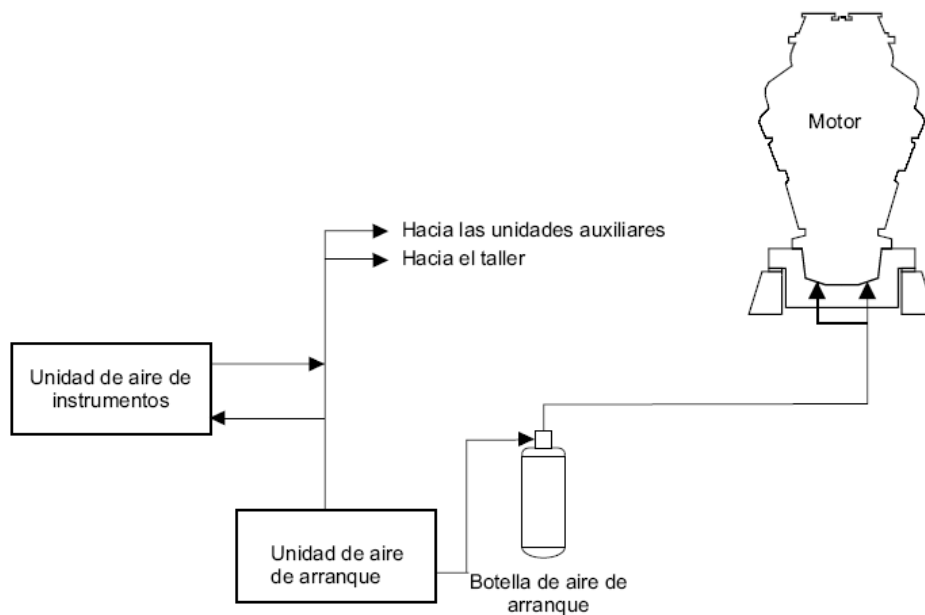 Motor
Hacia las unidades auxiliares
Hacia el taller
Unidad de aire de
instrumentos
Unidad de aire
de arranque
Botella de aire de
arranque